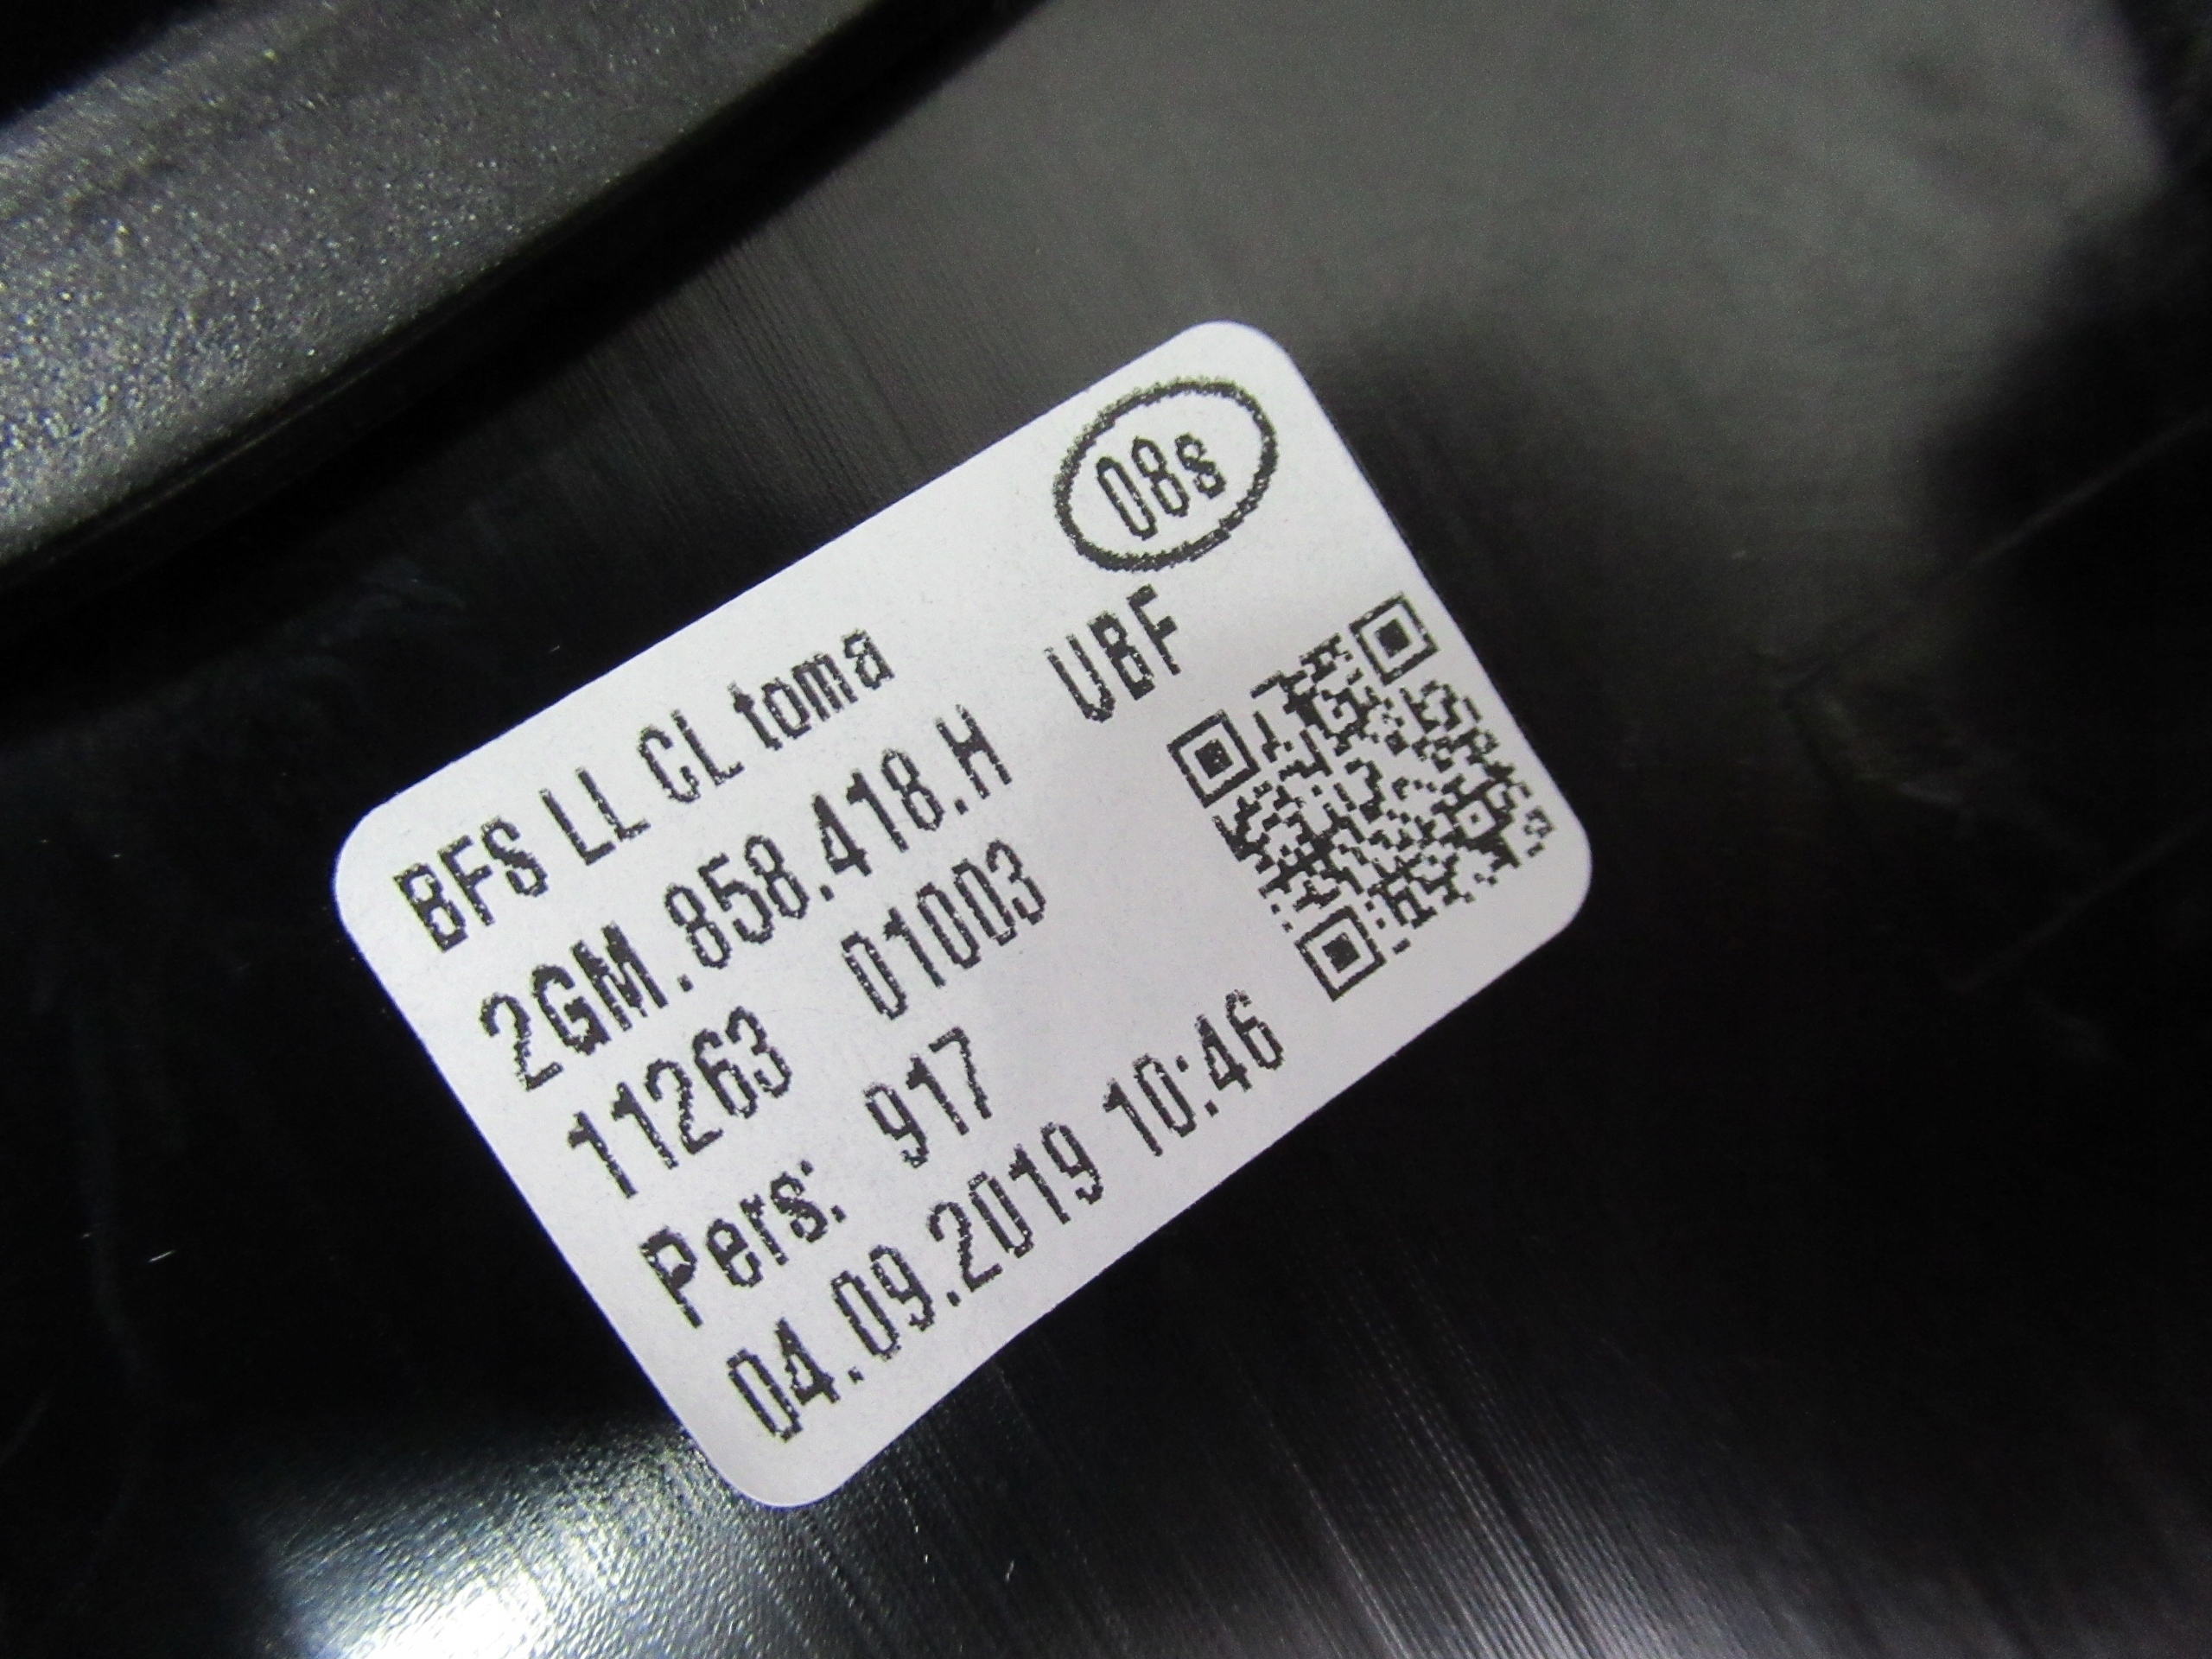 08s
BFS LL CL toma
2GM.858.418.H UBF
11263 01003
Pers: 917
04.09.2019 10:46